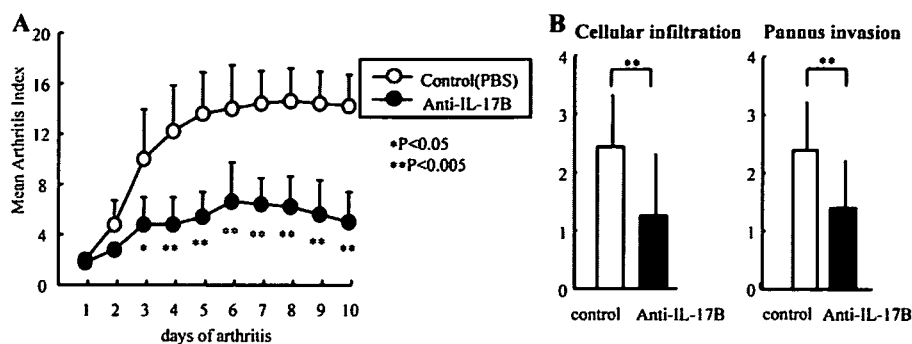 A
20
16
12
8
4
0
Mean Arthritis Index
1 2 3 4 5 6 7 8 9 10
days of arthritis
Control(PBS)
Anti-IL-17B
*P<0.05
**P<0.005
* ** ** ** ** ** ** **
B
Cellular infiltration
4
3
2
1
0
**
control Anti-IL-17B
Pannus invasion
4
3
2
1
0
**
control Anti-IL-17B